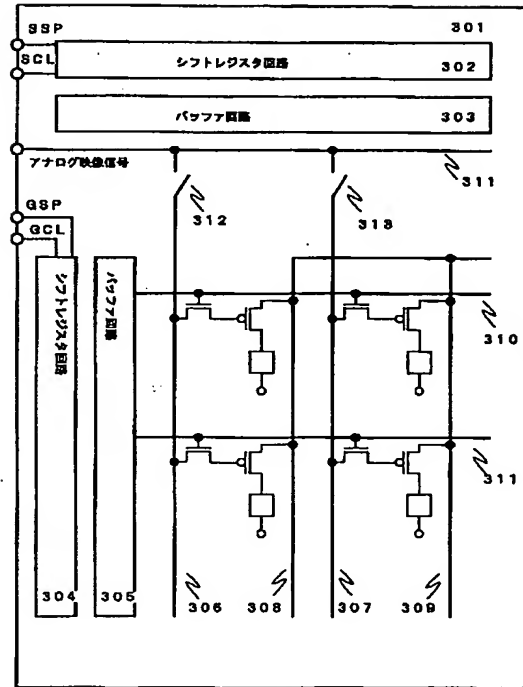 SSP
301
SCL
シフトレジスタ回路
302
バッファ回路
303
アナログ映像信号
311
GSP
312
313
GCL
シフトレジスタ回路
バッファ回路
310
311
304
305
306
308
307
309